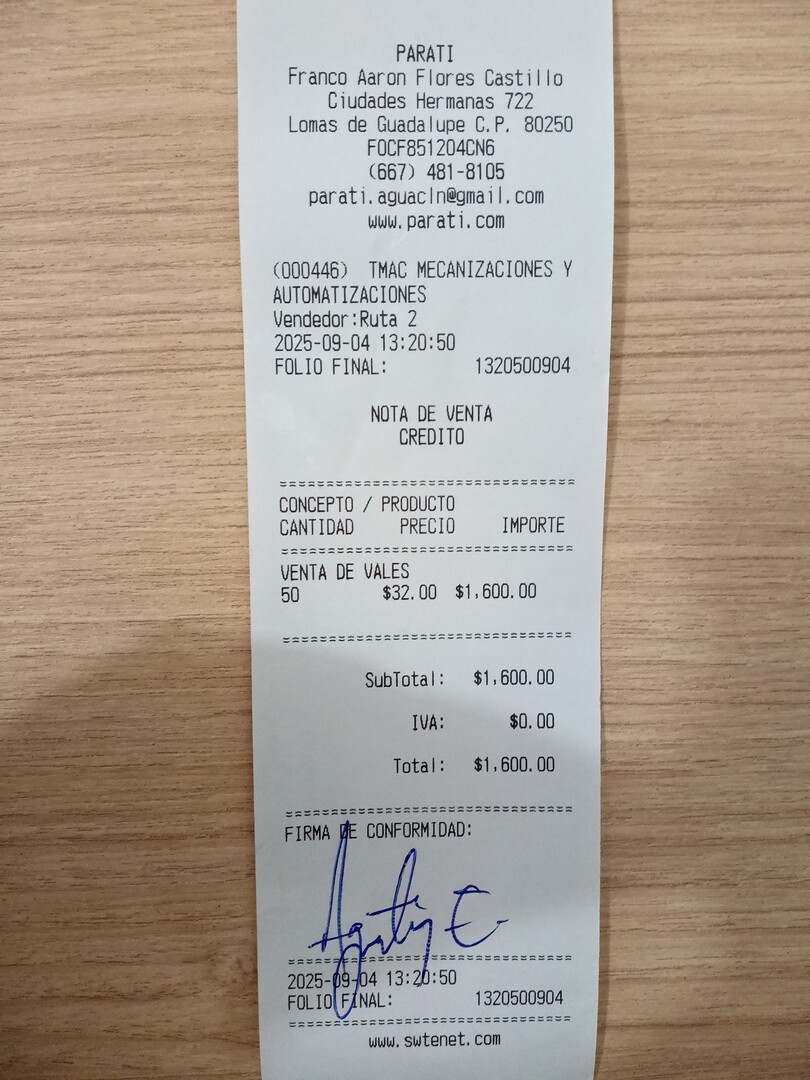 PARATI
Franco Aaron Flores Castillo
Ciudades Hermanas 722
Lomas de Guadalupe C.P. 80250
FOCF851204CN6
(667) 481-8105
parati.aguacln@gmail.com
www.parati.com
(000446) TMAC MECANIZACIONES Y
AUTOMATIZACIONES
Vendedor:Ruta 2
2025-09-04 13:20:50
FOLIO FINAL: 1320500904
NOTA DE VENTA
CREDITO
CONCEPTO / PRODUCTO
CANTIDAD PRECIO IMPORTE
VENTA DE VALES
50 $32.00 $1,600.00
SubTotal: $1,600.00
IVA: $0.00
Total: $1,600.00
FIRMA DE CONFORMIDAD:
2025-09-04 13:20:50
FOLIO FINAL: 1320500904
www.swtenet.com